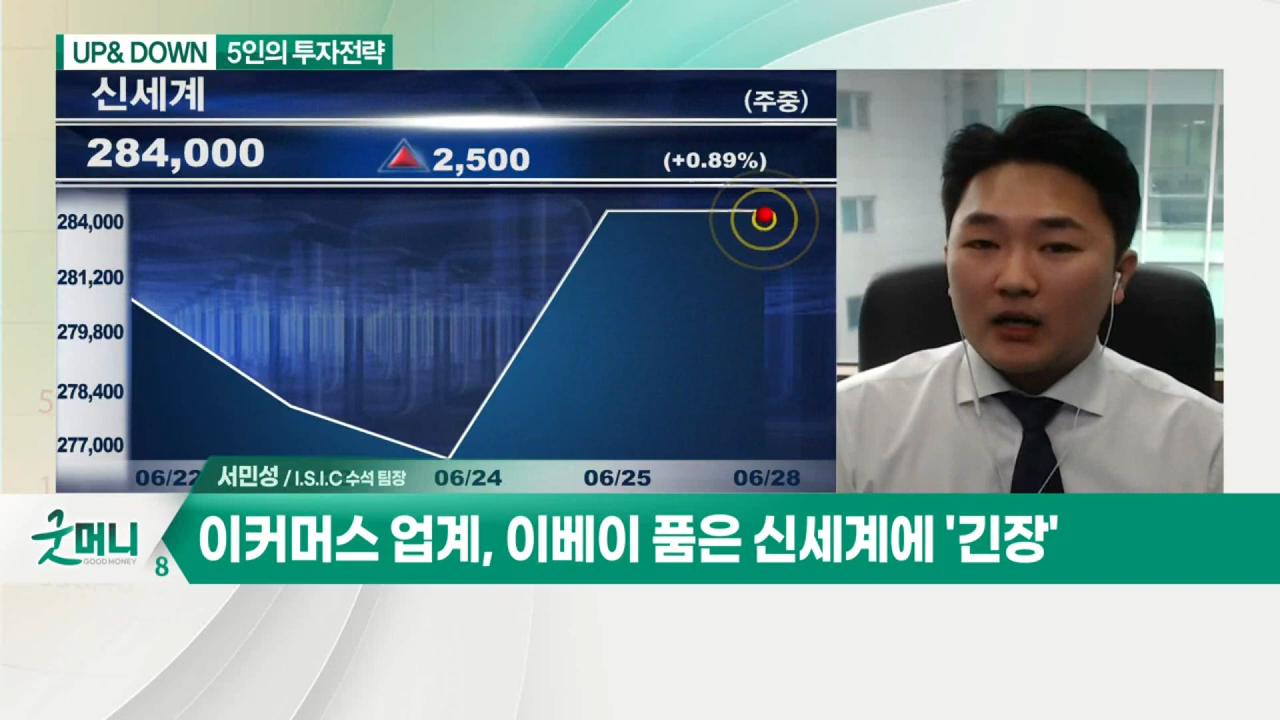 UP& DOWN 5인의 투자전략
신세계 (주중)
284,000 2,500 (+0.89%)
284,000
281,200
279,800
278,400
277,000
06/22 06/24 06/25 06/28
서민성 / I.S.I.C 수석 팀장
굿머니
GOOD MONEY
이커머스 업계, 이베이 품은 신세계에 '긴장'
8
5
1